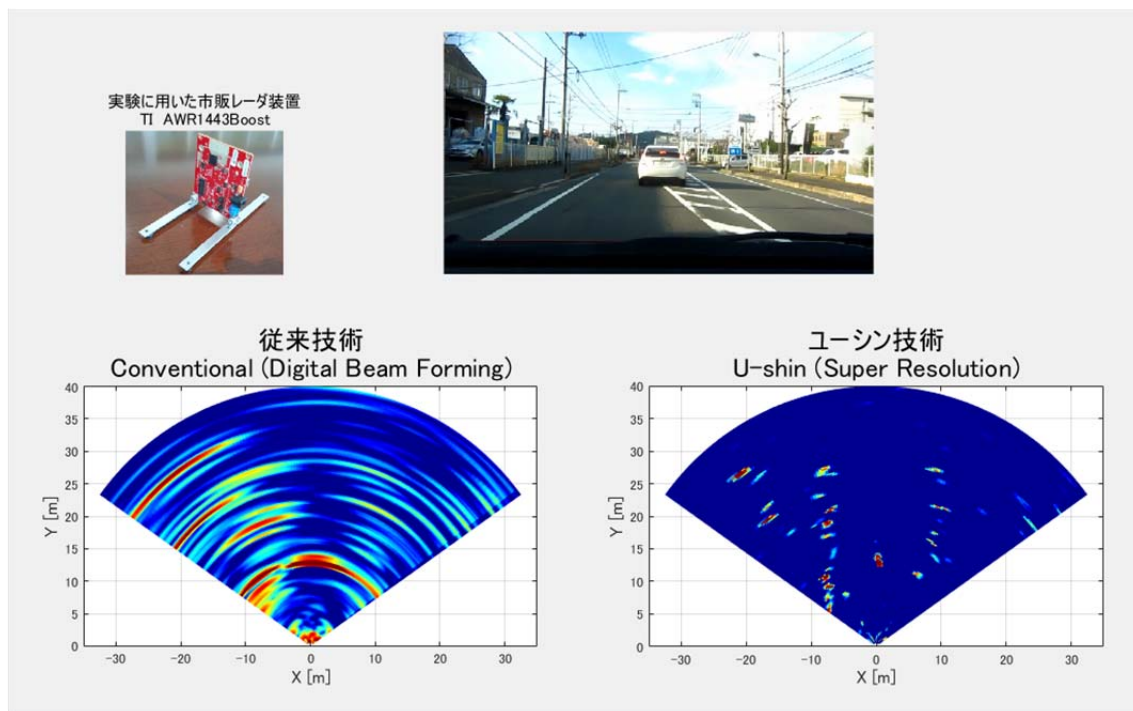 実験に用いた市販レーダ装置
TI AWR1443Boost
従来技術
Conventional (Digital Beam Forming)
40
35
30
25
20
15
10
5
0
Y [m]
-30 -20 -10 0 10 20 30
X [m]
ユーシン技術
U-shin (Super Resolution)
40
35
30
25
20
15
10
5
0
Y [m]
-30 -20 -10 0 10 20 30
X [m]